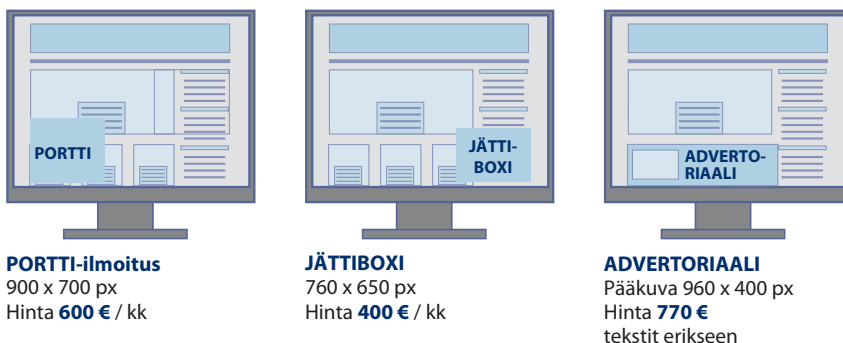 PORTTI
JÄTTI-
BOXI
ADVERTO-
RIAALI
PORTTI-ilmoitus
900 x 700 px
Hinta 600 € / kk
JÄTTIBOXI
760 x 650 px
Hinta 400 € / kk
ADVERTORIAALI
Pääkuva 960 x 400 px
Hinta 770 €
tekstit erikseen